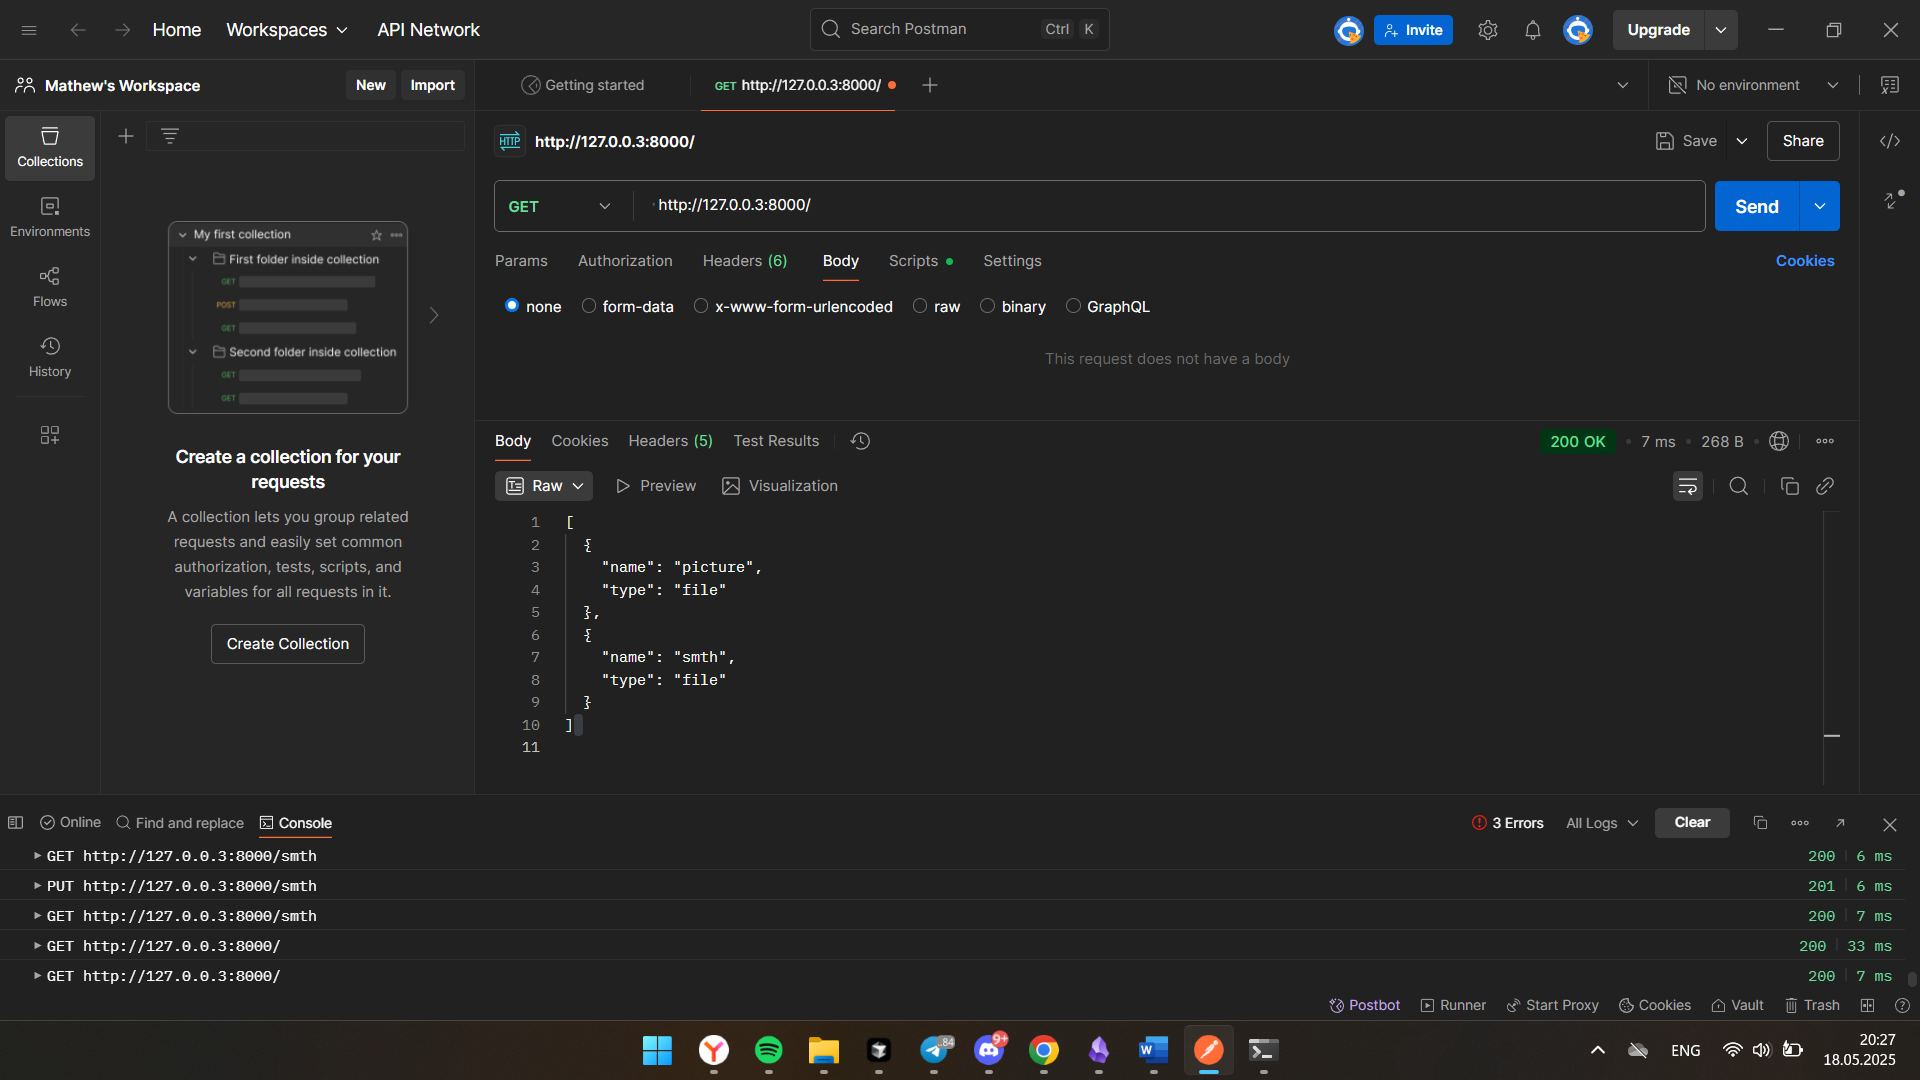 Home
Workspaces
API Network
Search Postman
Ctrl K
Invite
Upgrade
Mathew's Workspace
New
Import
Getting started
GET http://127.0.0.3:8000/
No environment
Collections
Environments
Flows
History
My first collection
First folder inside collection
GET
POST
GET
Second folder inside collection
GET
GET
Create a collection for your
requests
A collection lets you group related
requests and easily set common
authorization, tests, scripts, and
variables for all requests in it.
Create Collection
HTTP
http://127.0.0.3:8000/
Save
Share
GET
http://127.0.0.3:8000/
Send
Params
Authorization
Headers (6)
Body
Scripts
Settings
Cookies
none
form-data
x-www-form-urlencoded
raw
binary
GraphQL
This request does not have a body
Body
Cookies
Headers (5)
Test Results
200 OK
7 ms
268 B
Raw
Preview
Visualization
1 [
2 {
3 "name": "picture",
4 "type": "file"
5 },
6 {
7 "name": "smth",
8 "type": "file"
9 }
10 ]
11
Online
Find and replace
Console
3 Errors
All Logs
Clear
GET http://127.0.0.3:8000/smth 200 6 ms
PUT http://127.0.0.3:8000/smth 201 6 ms
GET http://127.0.0.3:8000/smth 200 7 ms
GET http://127.0.0.3:8000/ 200 33 ms
GET http://127.0.0.3:8000/ 200 7 ms
Postbot
Runner
Start Proxy
Cookies
Vault
Trash
..84
9+
ENG
20:27
18.05.2025